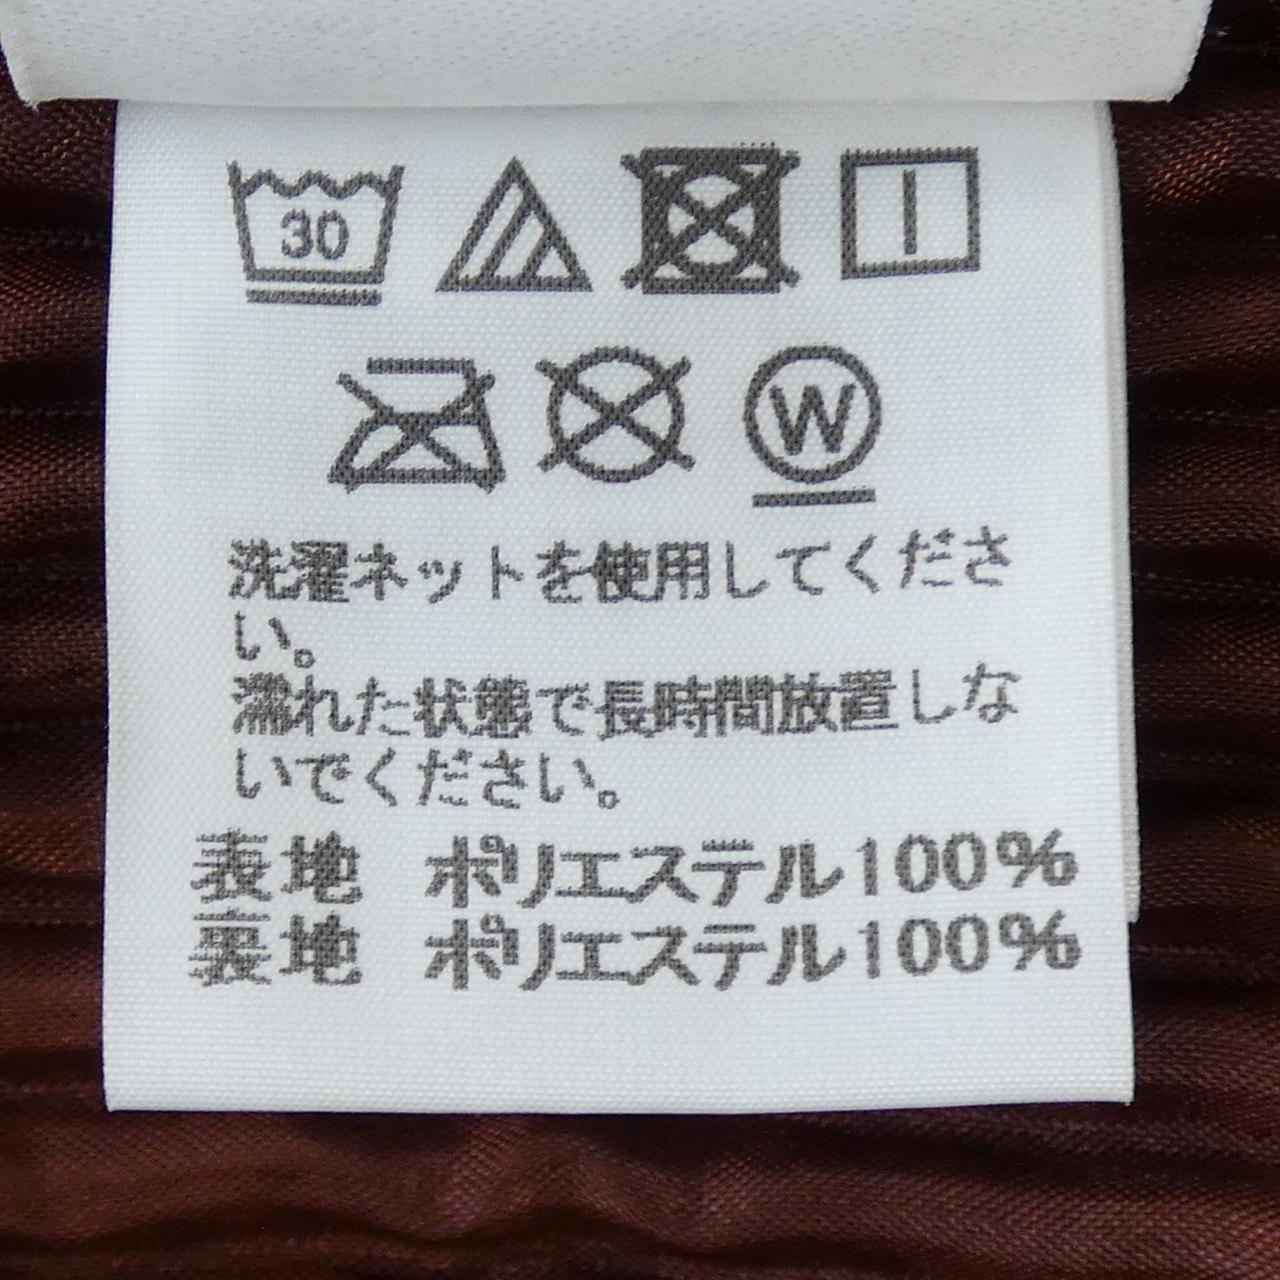 30
W
洗濯ネットを使用してくださ
い。
濡れた状態で長時間放置しな
いでください。
表地 ポリエステル100%
裏地 ポリエステル100%